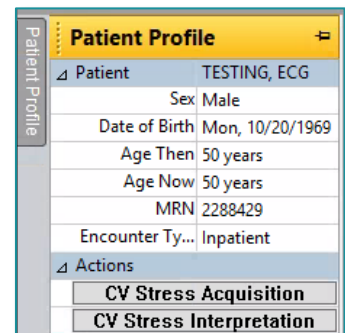 Patient Profile
Patient Profile
Patient TESTING, ECG
Sex Male
Date of Birth Mon, 10/20/1969
Age Then 50 years
Age Now 50 years
MRN 2288429
Encounter Ty... Inpatient
Actions
CV Stress Acquisition
CV Stress Interpretation